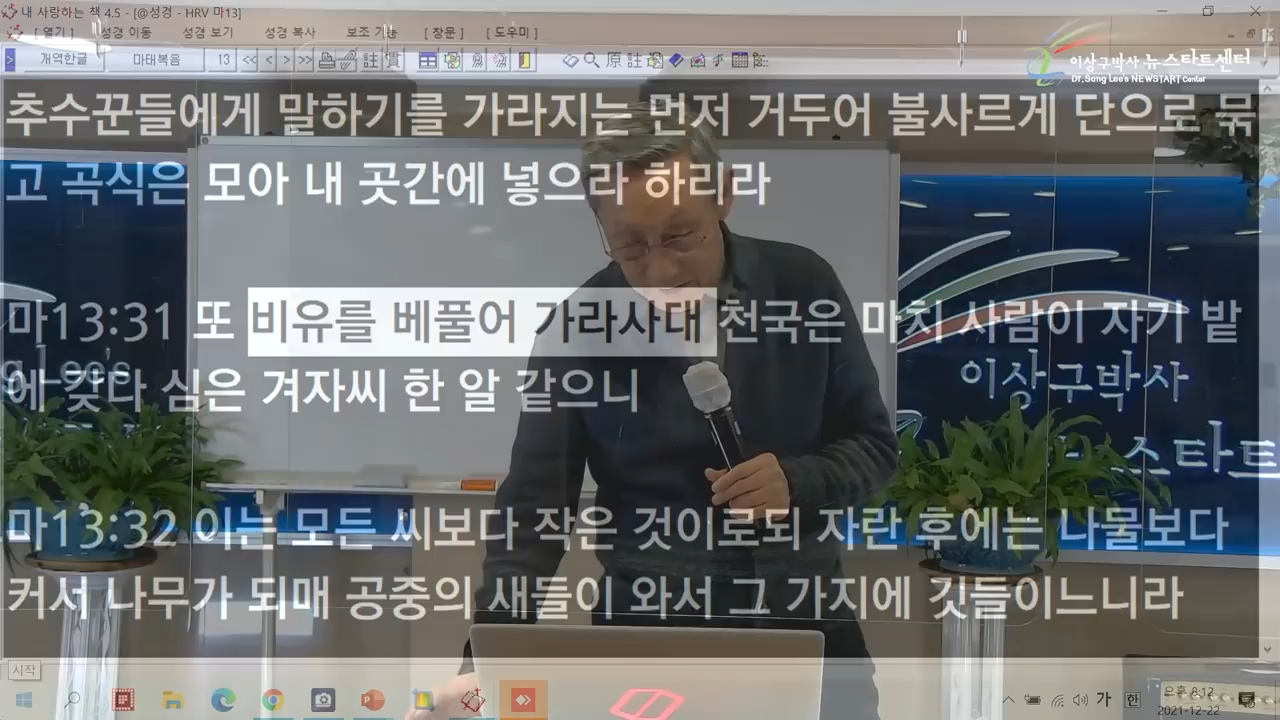 내 사랑하는 책 4.5 - [@성경 - HRV 마13]
[ 열기 ] 성경 이동 성경 보기 성경 복사 보조 기능 [ 창문 ] [ 도우미 ]
개역한글 마태복음 13 << < > >> 註 原 註
이상구박사 뉴스타트센터
Dr. Sang Lee's NEWSTART Center
추수꾼들에게 말하기를 가라지는 먼저 거두어 불사르게 단으로 묶
고 곡식은 모아 내 곳간에 넣으라 하리라
마13:31 또 비유를 베풀어 가라사대 천국은 마치 사람이 자기 밭
에 갖다 심은 겨자씨 한 알 같으니
이상구박사
뉴스타트
마13:32 이는 모든 씨보다 작은 것이로되 자란 후에는 나물보다
커서 나무가 되매 공중의 새들이 와서 그 가지에 깃들이느니라
시작
가 한 오후 8:12
2021-12-22